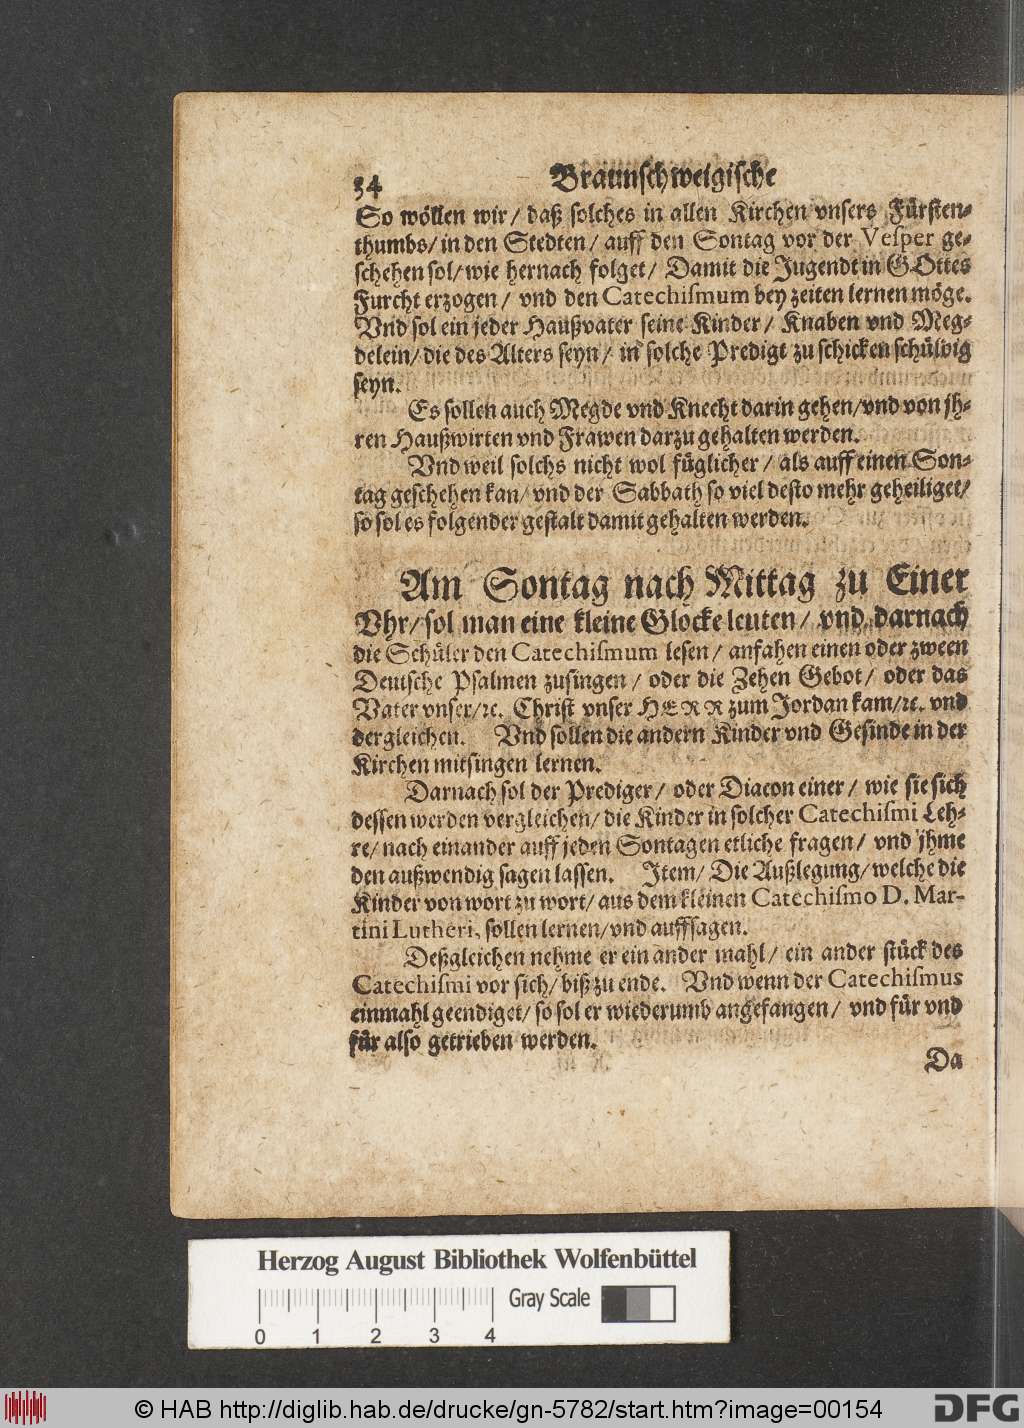 54 Braunschweigische
So wöllen wir / daß solches in allen Kirchen vnsers Fürsten-
thumbs / in den Stedten / auff den Sontag vor der Vesper ge-
schehen sol / wie hernach folget / Damit die Jugendt in GOttes
Furcht erzogen / vnd den Catechismum bey zeiten lernen möge.
Vnd sol ein jeder Haußvater seine Kinder / Knaben vnd Meg-
delein / die des Alters seyn / in solche Predigt zu schicken schüldig
seyn.
Es sollen auch Megde vnd Knecht darin gehen / vnd von jh-
ren Haußwirten vnd Frawen darzu gehalten werden.
Vnd weil solchs nicht wol füglicher / als auff einen Son-
tag geschehen kan / vnd der Sabbath so viel desto mehr geheiliget /
so sol es folgender gestalt damit gehalten werden.
Am Sontag nach Mittag zu Einer
Vhr / sol man eine kleine Glocke leuten / vnd darnach
die Schüler den Catechismum lesen / anfahen einen oder zween
Deutsche Psalmen zusingen / oder die Zehen Gebot / oder das
Vater vnser / ꝛc. Christ vnser HERR zum Jordan kam / ꝛc. vnd
dergleichen. Vnd sollen die andern Kinder vnd Gesinde in der
Kirchen mitsingen lernen.
Darnach sol der Prediger / oder Diacon einer / wie sie sich
dessen werden vergleichen / die Kinder in solcher Catechismi Leh-
re / nach einander auff jeden Sontagen etliche fragen / vnd jhme
den außwendig sagen lassen. Item / Die Außlegung / welche die
Kinder von wort zu wort / aus dem kleinen Catechismo D. Mar-
tini Lutheri, sollen lernen / vnd auffsagen.
Deßgleichen nehme er ein ander mahl / ein ander stück des
Catechismi vor sich / biß zu ende. Vnd wenn der Catechismus
einmahl geendiget / so sol er wiederumb angefangen / vnd für vnd
für also getrieben werden.
Da
Herzog August Bibliothek Wolfenbüttel
Gray Scale
0 1 2 3 4
© HAB http://diglib.hab.de/drucke/gn-5782/start.htm?image=00154
DFG